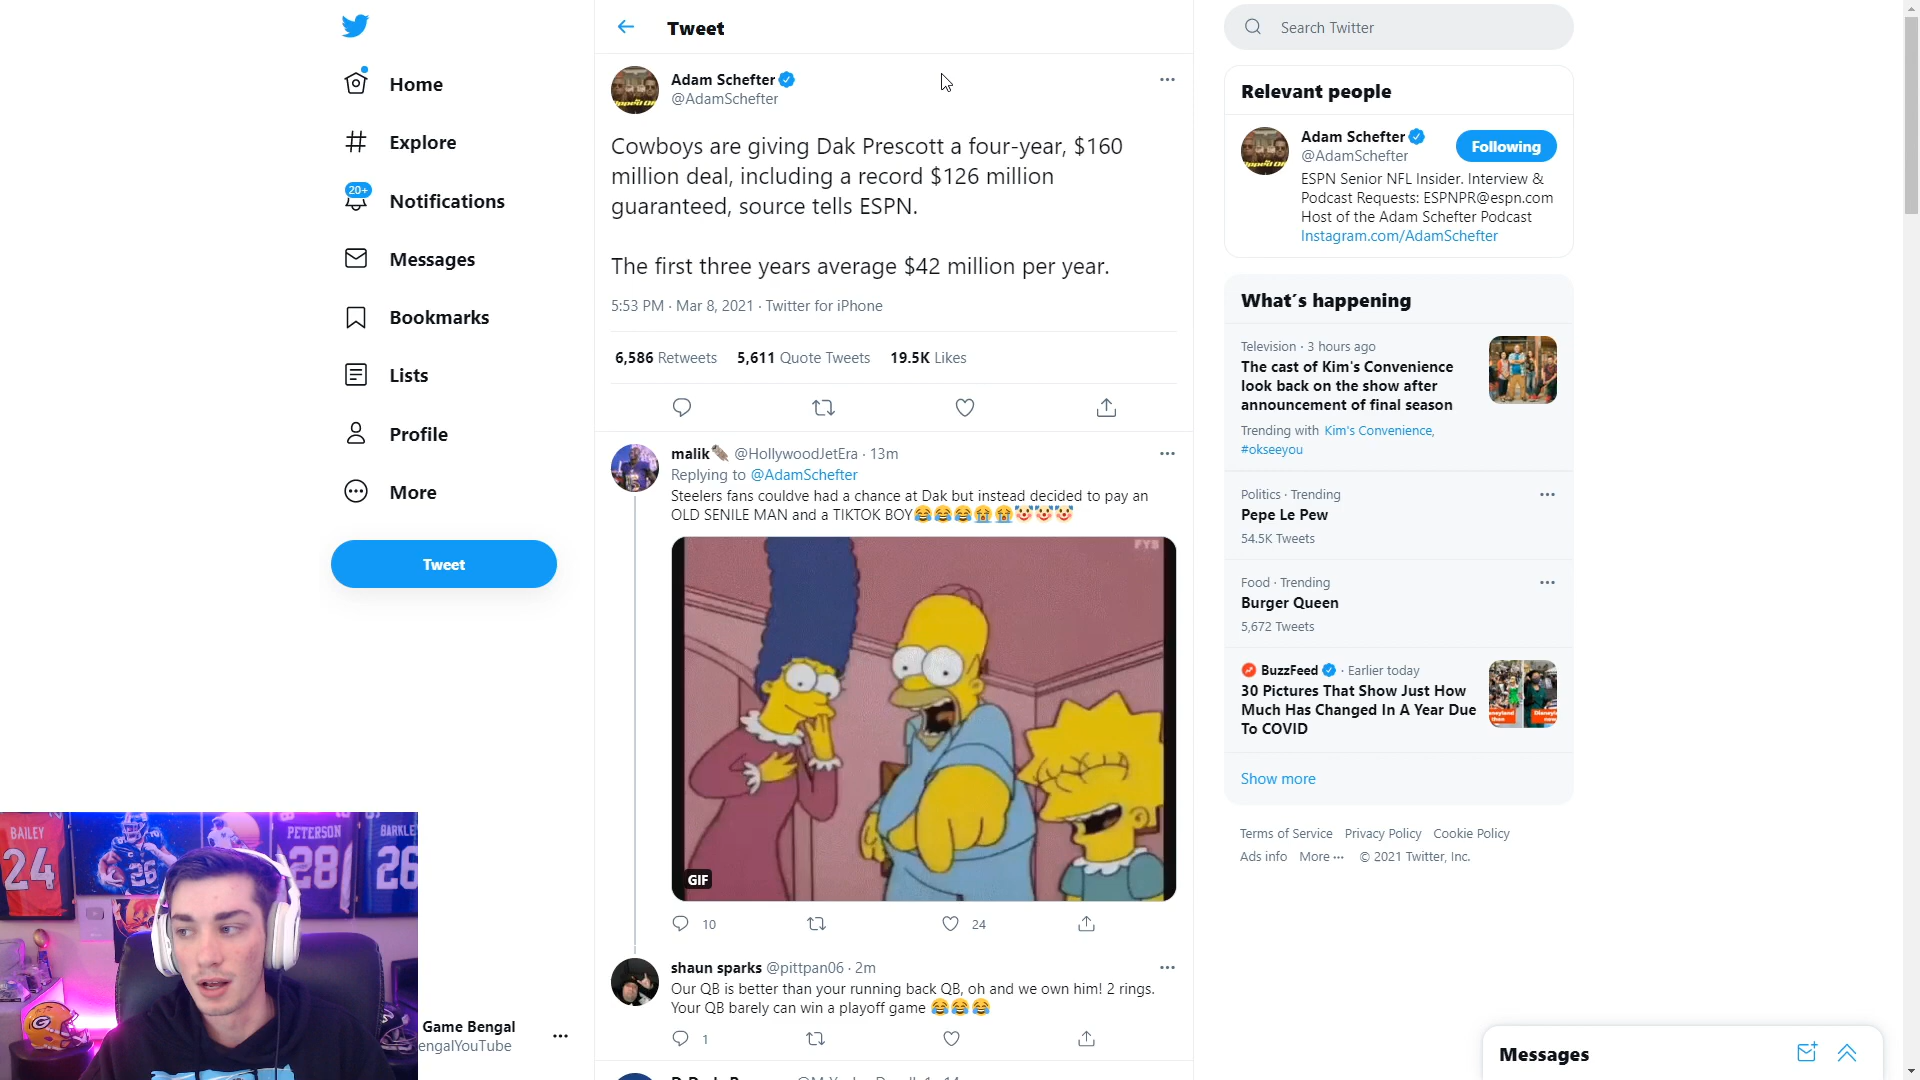 Home
Explore
20+
Notifications
Messages
Bookmarks
Lists
Profile
More
Tweet
Tweet
Adam Schefter
@AdamSchefter
Cowboys are giving Dak Prescott a four-year, $160
million deal, including a record $126 million
guaranteed, source tells ESPN.
The first three years average $42 million per year.
5:53 PM · Mar 8, 2021 · Twitter for iPhone
6,586 Retweets 5,611 Quote Tweets 19.5K Likes
malik @HollywoodJetEra · 13m
Replying to @AdamSchefter
Steelers fans couldve had a chance at Dak but instead decided to pay an
OLD SENILE MAN and a TIKTOK BOY😂😂😂😭😭🤡🤡🤡
FYS
GIF
10
24
shaun sparks @pittpan06 · 2m
Our QB is better than your running back QB, oh and we own him! 2 rings.
Your QB barely can win a playoff game 😂😂😂
1
Search Twitter
Relevant people
Adam Schefter
@AdamSchefter
Following
ESPN Senior NFL Insider. Interview &
Podcast Requests: ESPNPR@espn.com
Host of the Adam Schefter Podcast
Instagram.com/AdamSchefter
What's happening
Television · 3 hours ago
The cast of Kim's Convenience
look back on the show after
announcement of final season
Trending with Kim's Convenience,
#okseeyou
Politics · Trending
Pepe Le Pew
54.5K Tweets
Food · Trending
Burger Queen
5,672 Tweets
BuzzFeed · Earlier today
30 Pictures That Show Just How
Much Has Changed In A Year Due
To COVID
Show more
Terms of Service Privacy Policy Cookie Policy
Ads info More ··· © 2021 Twitter, Inc.
Messages
BAILEY
24
26
PETERSON
28
BARKLE
26
Game Bengal
engalYouTube